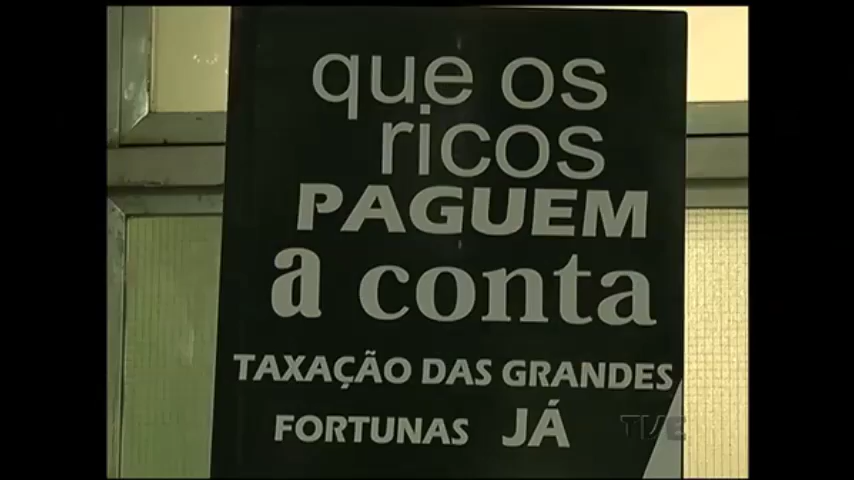 que os
ricos
PAGUEM
a conta
TAXAÇÃO DAS GRANDES
FORTUNAS JÁ
TVE